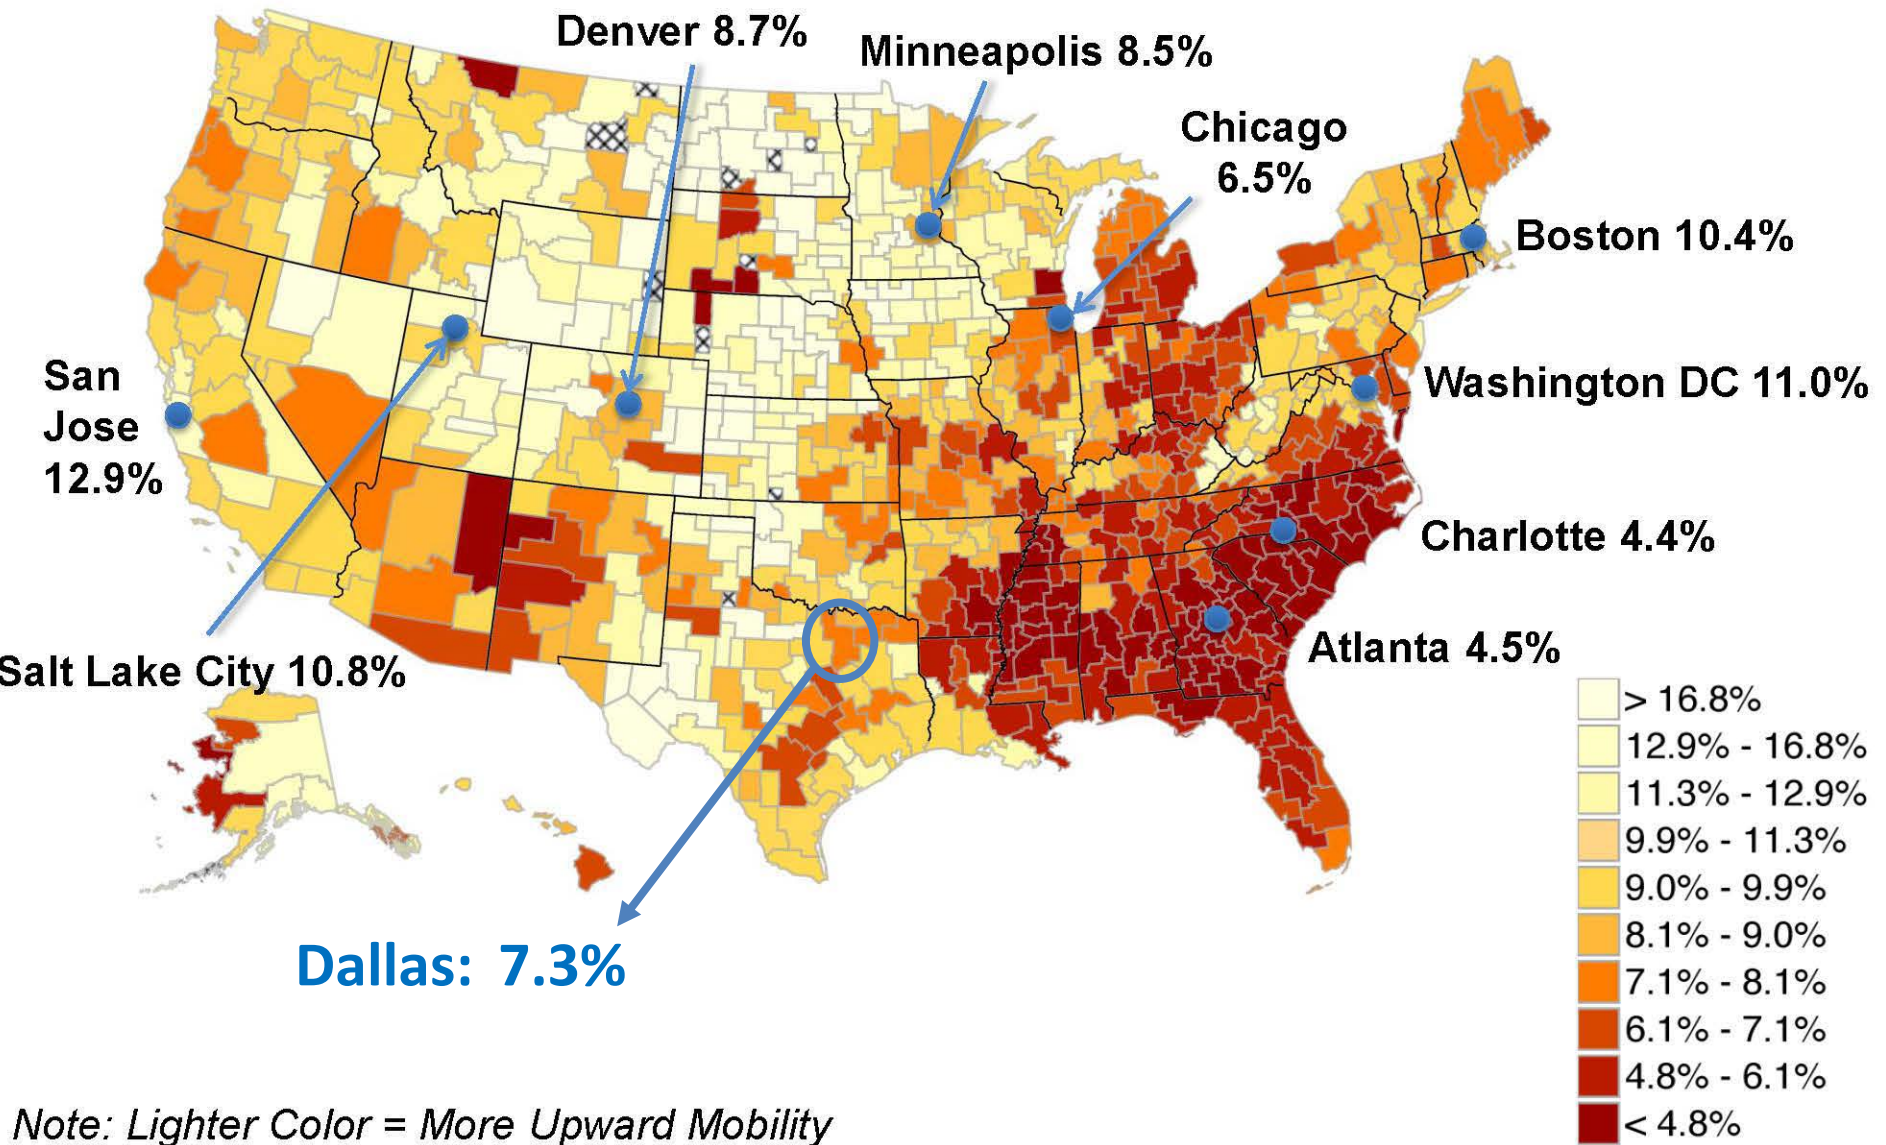 Denver 8.7%
Minneapolis 8.5%
Chicago
6.5%
Boston 10.4%
San
Jose
12.9%
Washington DC 11.0%
Charlotte 4.4%
Atlanta 4.5%
Salt Lake City 10.8%
Dallas: 7.3%
> 16.8%
12.9% - 16.8%
11.3% - 12.9%
9.9% - 11.3%
9.0% - 9.9%
8.1% - 9.0%
7.1% - 8.1%
6.1% - 7.1%
4.8% - 6.1%
< 4.8%
Note: Lighter Color = More Upward Mobility